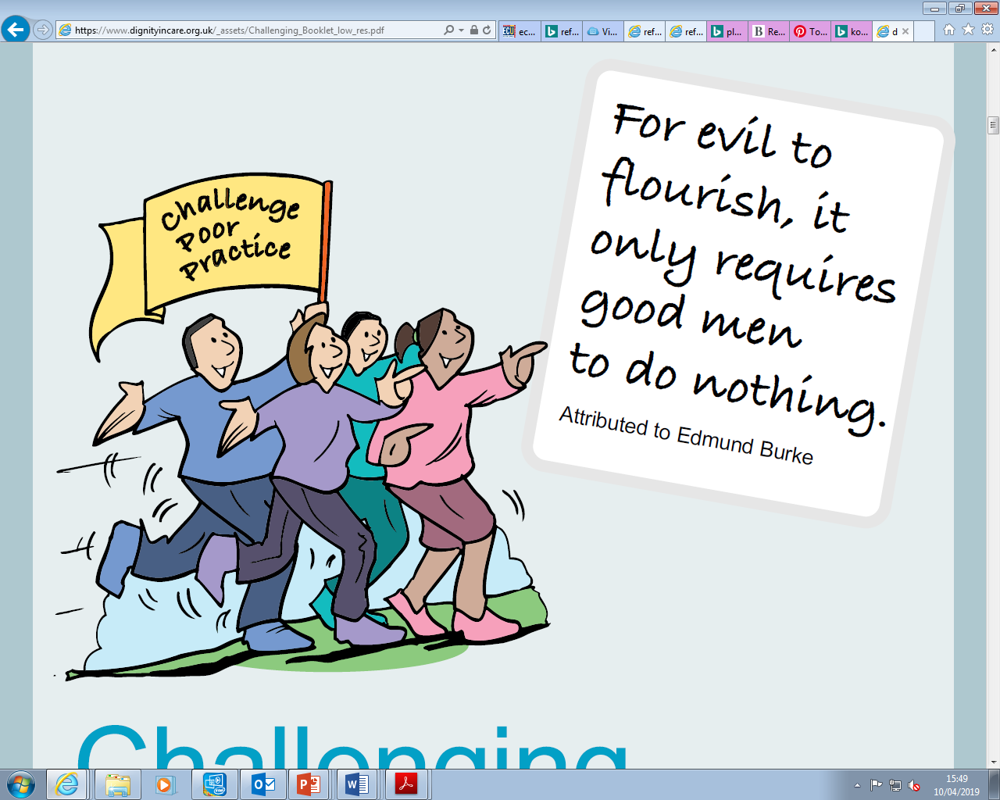 https://www.dignityincare.org.uk/_assets/Challenging_Booklet_low_res.pdf
ECU ec...
ref...
Vi...
ref...
ref...
pl...
B Re...
To...
ko...
d
For evil to
flourish, it
only requires
good men
to do nothing.
Attributed to Edmund Burke
Challenge
Poor
Practice
Challenging
15:49
10/04/2019